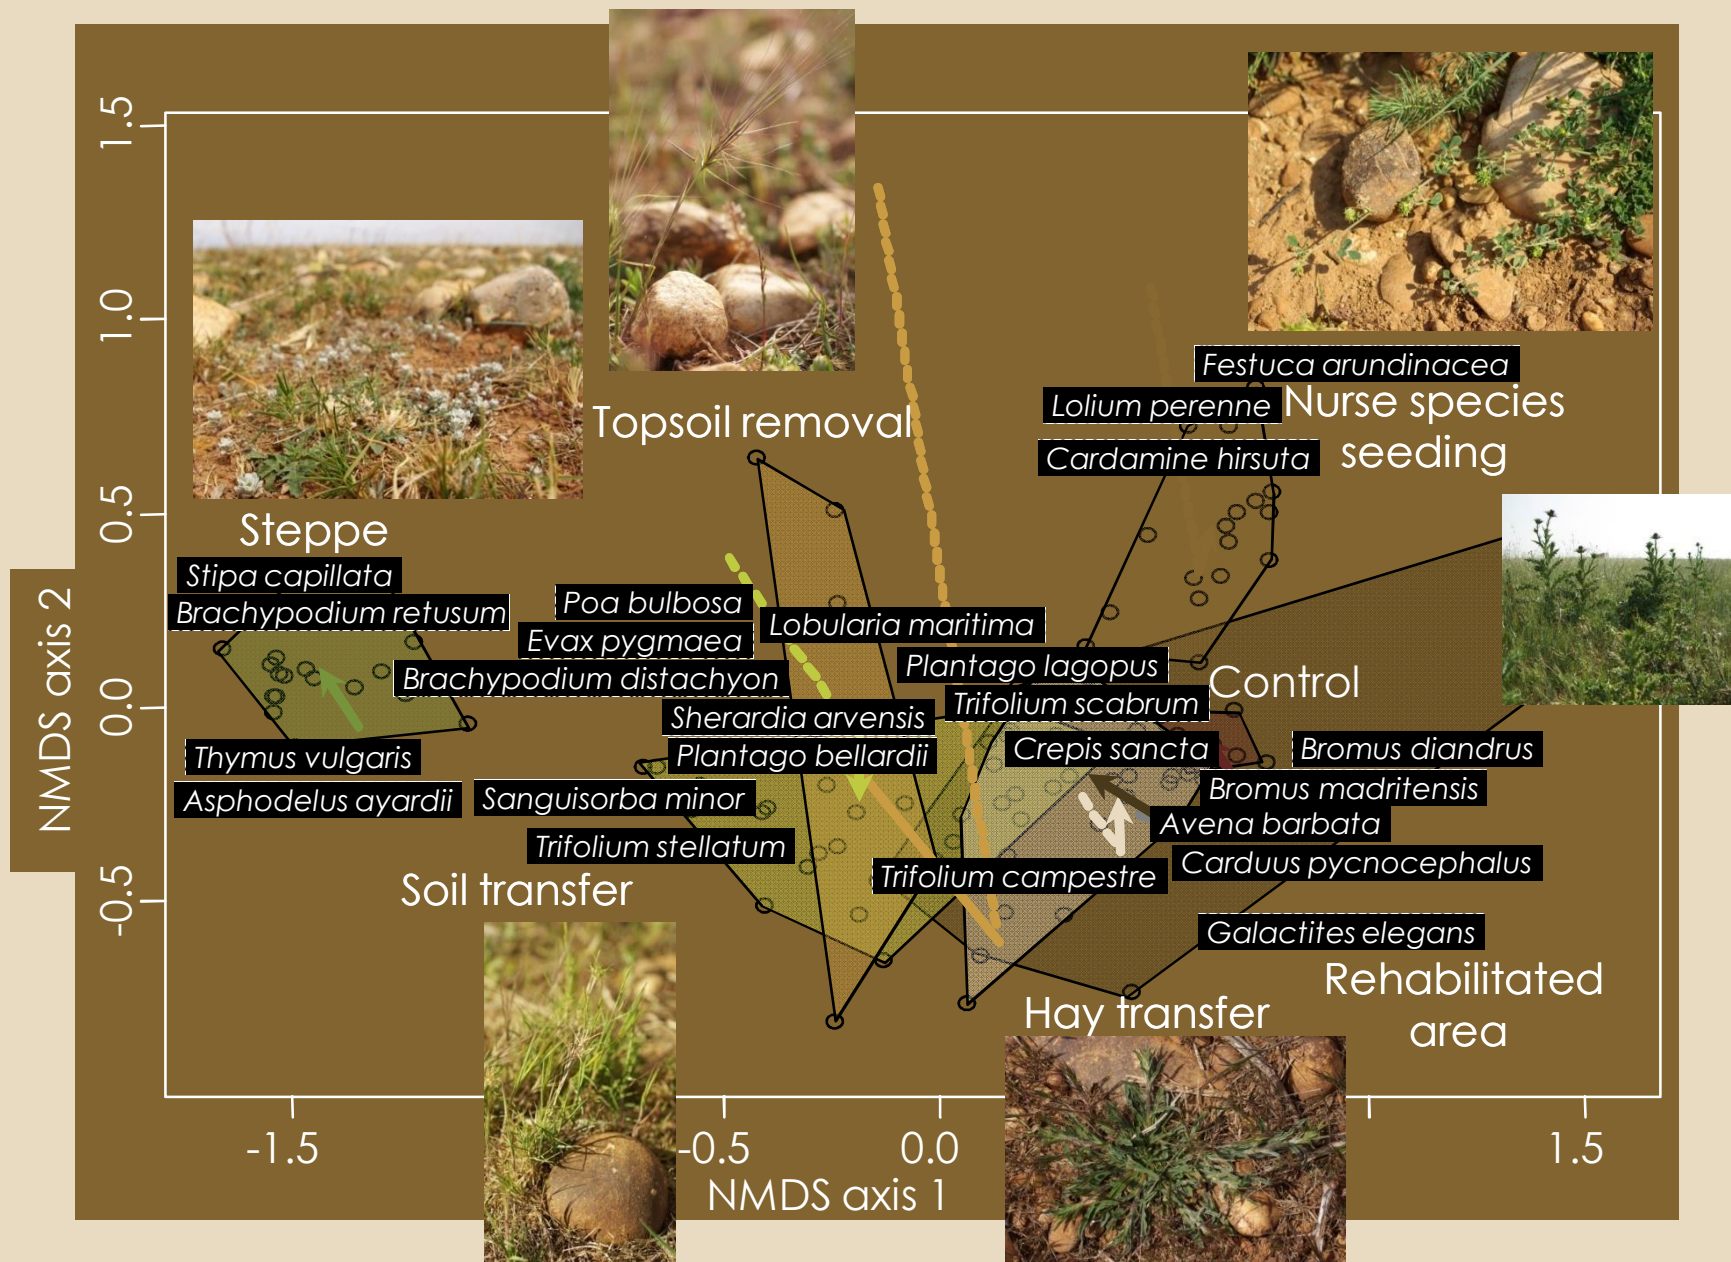 1.5
1.0
0.5
0.0
-0.5
NMDS axis 2
Festuca arundinacea
Lolium perenne
Nurse species
seeding
Cardamine hirsuta
Topsoil removal
Steppe
Stipa capillata
Brachypodium retusum
Poa bulbosa
Evax pygmaea
Lobularia maritima
Brachypodium distachyon
Plantago lagopus
Control
Sherardia arvensis
Trifolium scabrum
Thymus vulgaris
Plantago bellardii
Crepis sancta
Bromus diandrus
Asphodelus ayardii
Sanguisorba minor
Bromus madritensis
Avena barbata
Trifolium stellatum
Carduus pycnocephalus
Trifolium campestre
Soil transfer
Galactites elegans
Rehabilitated
area
Hay transfer
-1.5
-0.5
0.0
1.5
NMDS axis 1